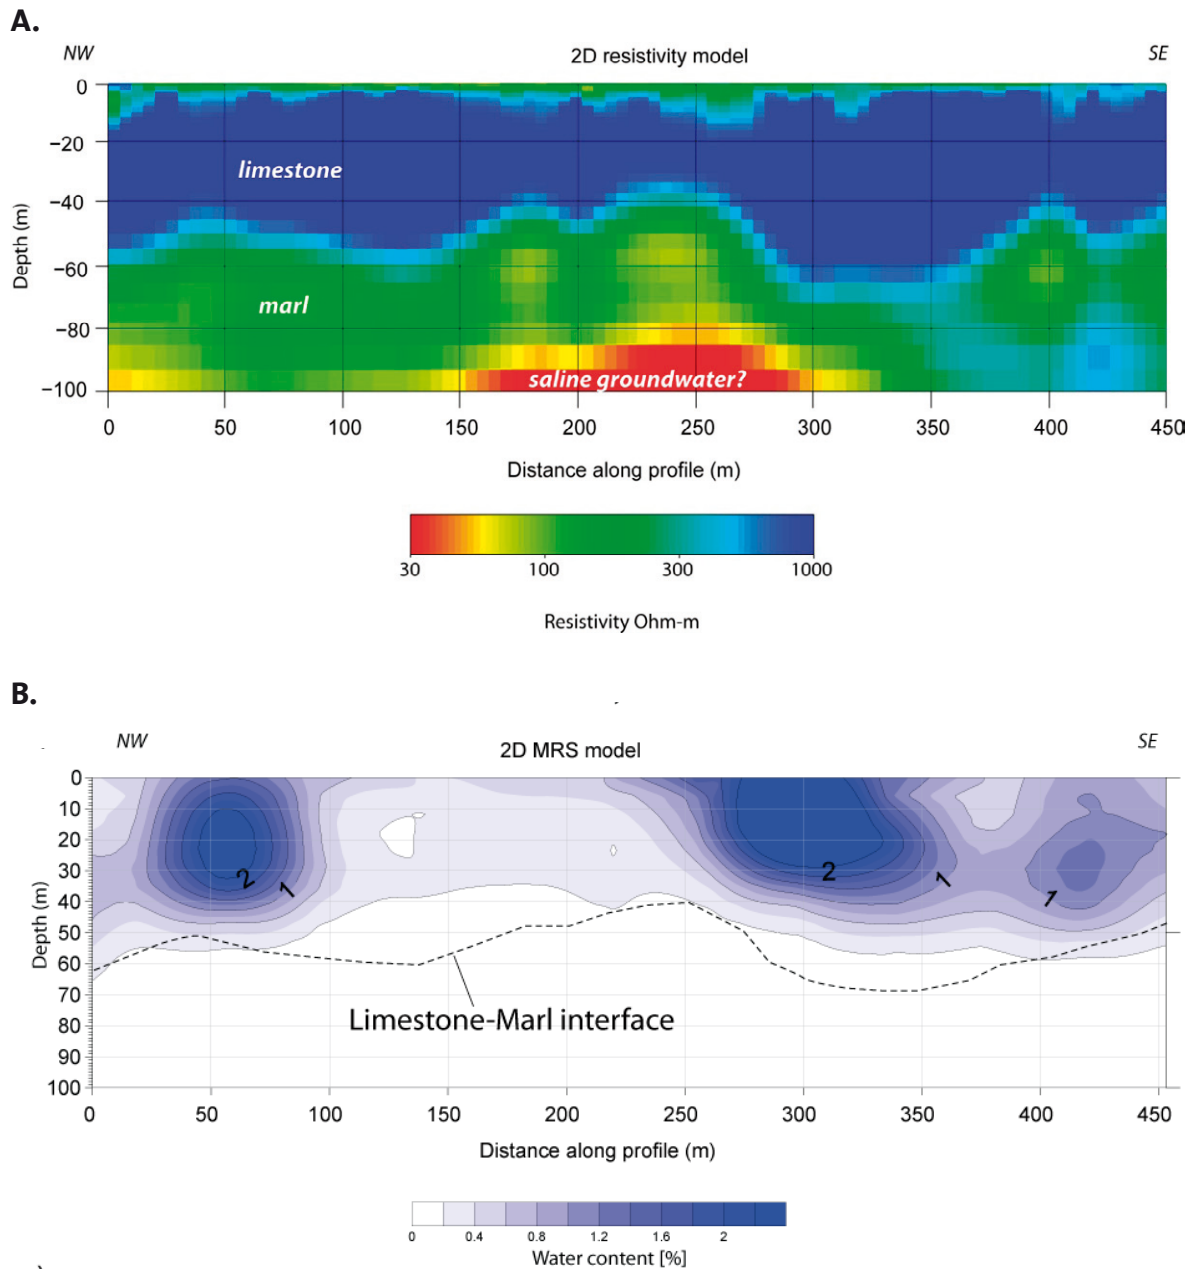 A.
NW 2D resistivity model SE
0
−20
−40
−60
−80
−100
Depth (m)
limestone
marl
saline groundwater?
0 50 100 150 200 250 300 350 400 450
Distance along profile (m)
30 100 300 1000
Resistivity Ohm-m
B.
NW 2D MRS model SE
0
10
20
30
40
50
60
70
80
90
100
Depth (m)
2 1 2 1 1
Limestone-Marl interface
0 50 100 150 200 250 300 350 400 450
Distance along profile (m)
0 0.4 0.8 1.2 1.6 2
Water content [%]